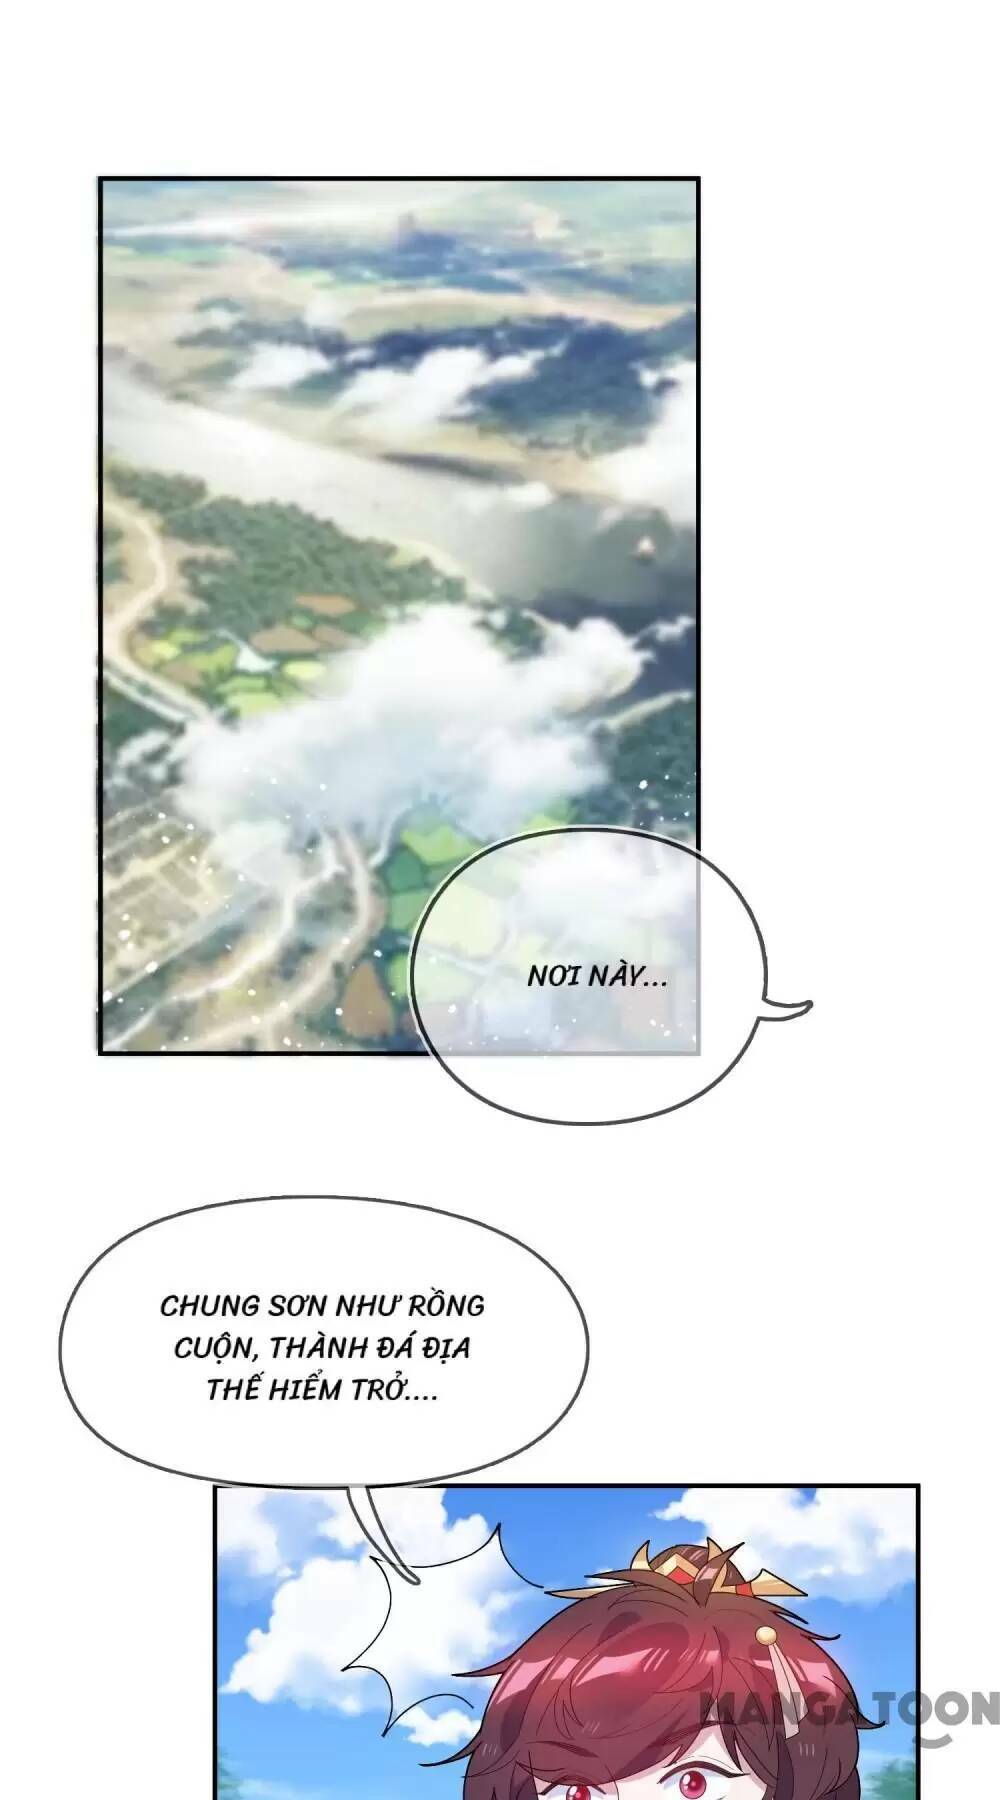 NƠI NÀY...
CHUNG SƠN NHƯ RỒNG
CUỘN, THÀNH ĐÁ ĐỊA
THẾ HIỂM TRỞ....
MANGATOON